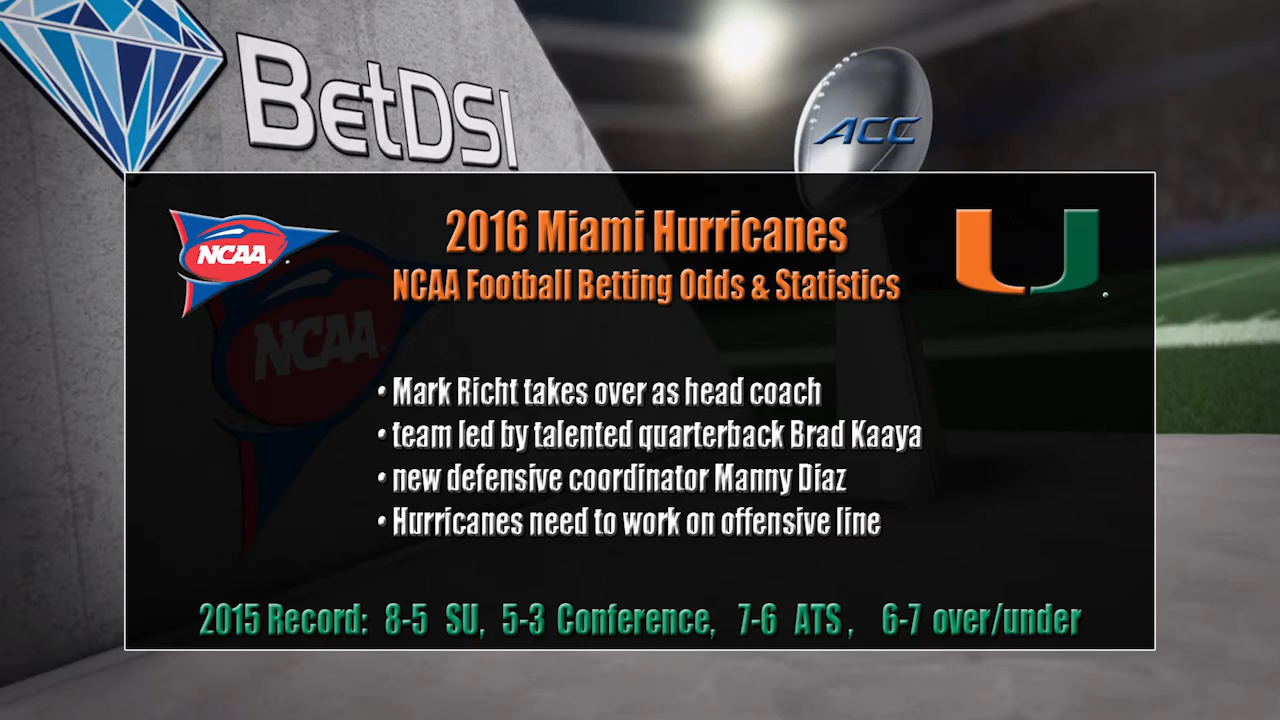 BetDSI
ACC
NCAA
2016 Miami Hurricanes
NCAA Football Betting Odds & Statistics
NCAA
• Mark Richt takes over as head coach
• team led by talented quarterback Brad Kaaya
• new defensive coordinator Manny Diaz
• Hurricanes need to work on offensive line
2015 Record: 8-5 SU, 5-3 Conference, 7-6 ATS , 6-7 over/under